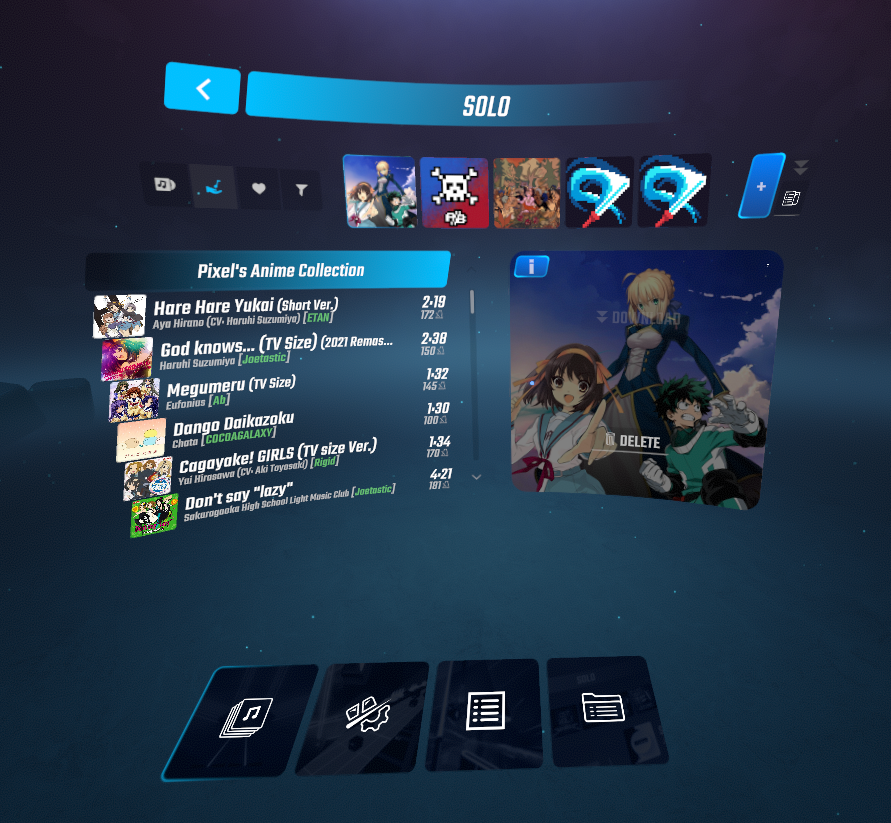 SOLO
Pixel's Anime Collection
Hare Hare Yukai (Short Ver.)
2:19
Aya Hirano (CV: Haruhi Suzumiya) [ETAN]
172
God knows... (TV Size) (2021 Remas...
2:38
Haruhi Suzumiya [Joetastic]
150
Megumeru (TV Size)
1:32
Eufonius [Ab]
145
Dango Daikazoku
1:30
Chata [COCOAGALAXY]
100
Cagayake! GIRLS (TV size Ver.)
1:34
Yui Hirasawa (CV: Aki Toyosaki) [Rigid]
170
Don't say "lazy"
4:21
Sakuragaoka High School Light Music Club [Joetastic]
181
i
DOWNLOAD
DELETE